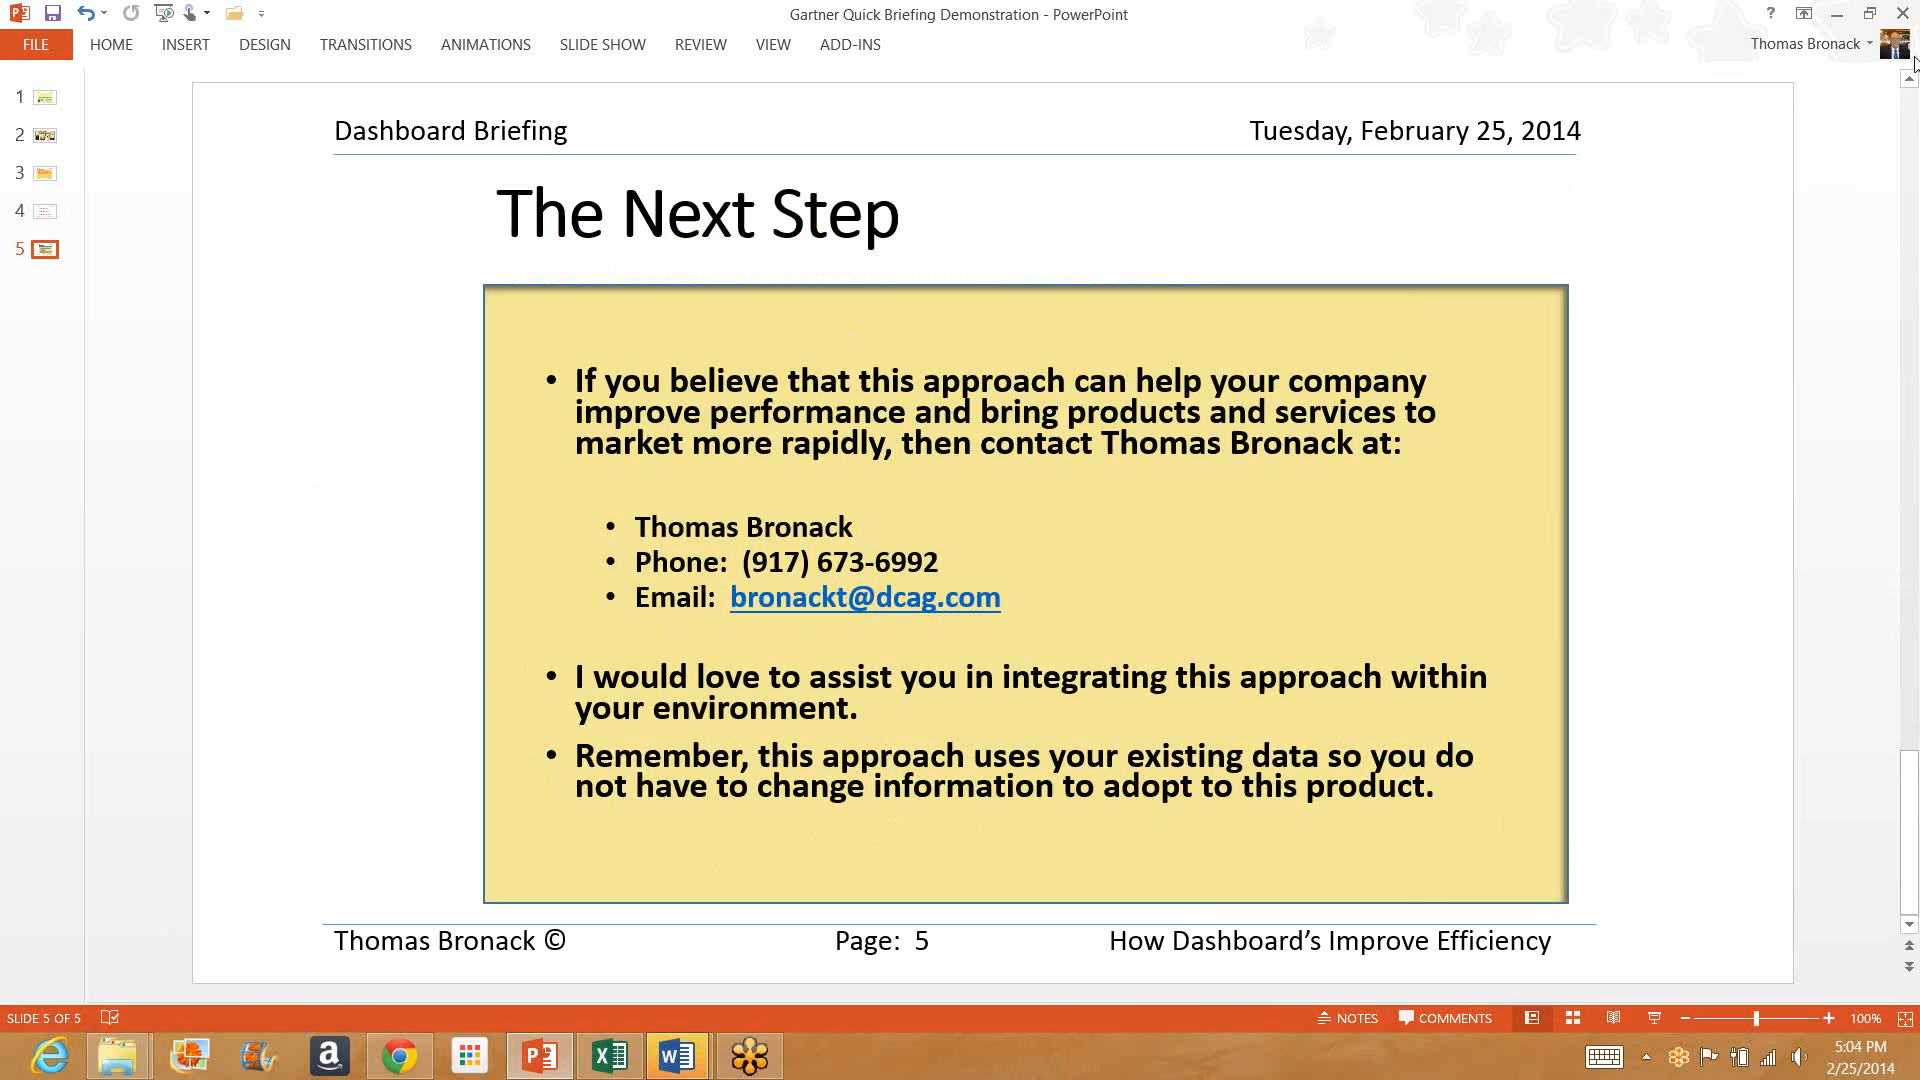 Gartner Quick Briefing Demonstration - PowerPoint
?
FILE
HOME
INSERT
DESIGN
TRANSITIONS
ANIMATIONS
SLIDE SHOW
REVIEW
VIEW
ADD-INS
Thomas Bronack
1
2
3
4
5
Dashboard Briefing
Tuesday, February 25, 2014
The Next Step
• If you believe that this approach can help your company
improve performance and bring products and services to
market more rapidly, then contact Thomas Bronack at:
• Thomas Bronack
• Phone: (917) 673-6992
• Email: bronackt@dcag.com
• I would love to assist you in integrating this approach within
your environment.
• Remember, this approach uses your existing data so you do
not have to change information to adopt to this product.
Thomas Bronack ©
Page: 5
How Dashboard’s Improve Efficiency
SLIDE 5 OF 5
NOTES
COMMENTS
100%
5:04 PM
2/25/2014